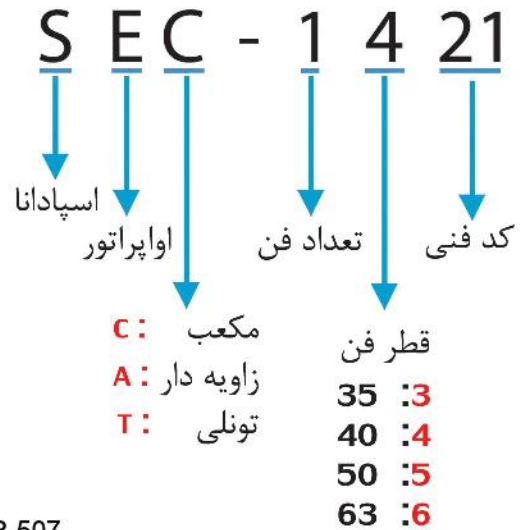 SEC - 1 4 21
اسپادانا
اواپراتور
تعداد فن
کد فنی
مکعب C:
زاویه دار A:
تونلی T:
قطر فن
35 :3
40 :4
50 :5
63 :6